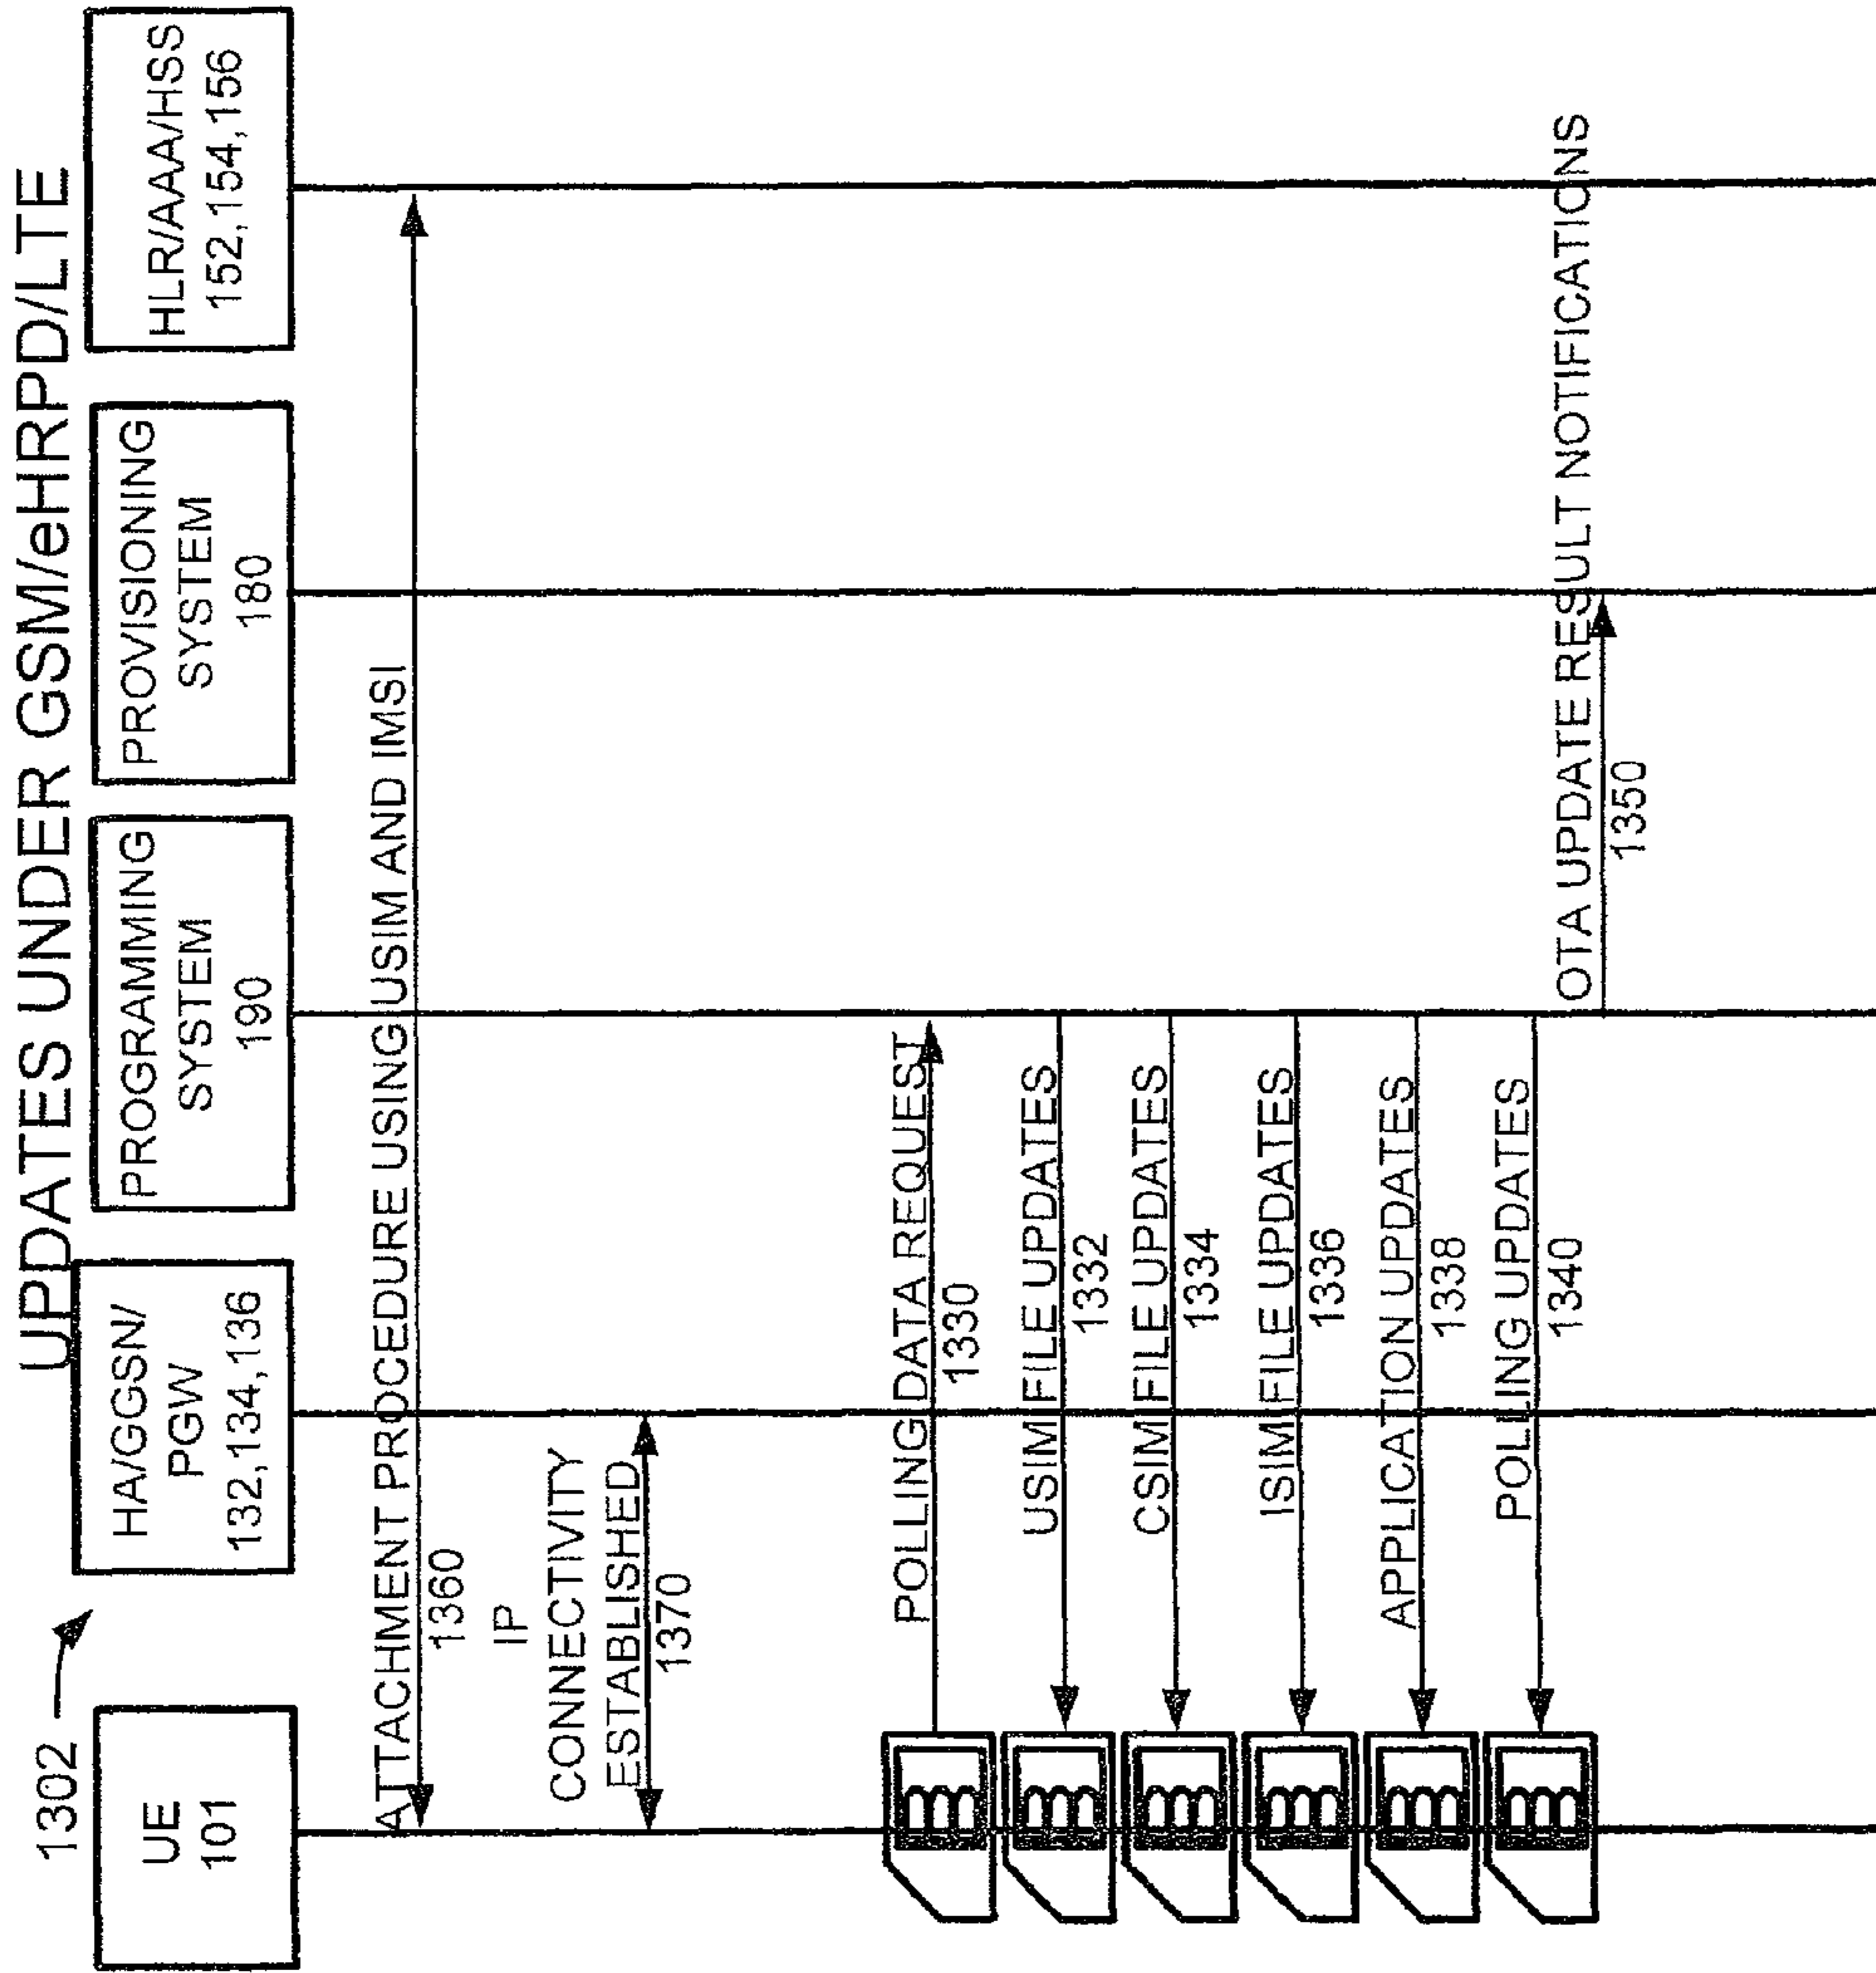 UPDATES UNDER GSM/eHRPD/LTE
1302
UE
101
HA/GGSN/
PGW
132,134,136
PROGRAMMING
SYSTEM
190
PROVISIONING
SYSTEM
180
HLR/AAA/HSS
152,154,156
ATTACHMENT PROCEDURE USING USIM AND IMSI
1360
IP
CONNECTIVITY
ESTABLISHED
1370
POLLING DATA REQUEST
1330
USIM FILE UPDATES
1332
CSIM FILE UPDATES
1334
ISIM FILE UPDATES
1336
APPLICATION UPDATES
1338
POLLING UPDATES
1340
OTA UPDATE RESULT NOTIFICATIONS
1350